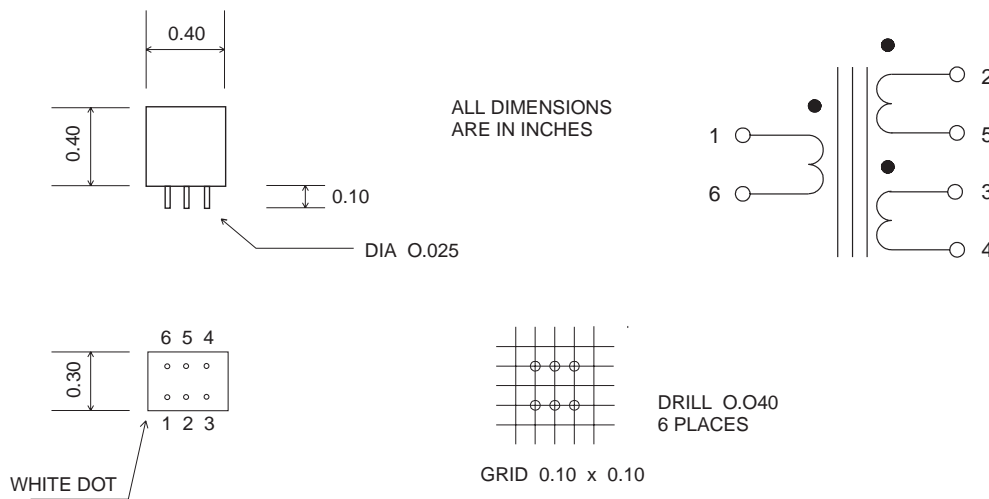 0.40
0.40
0.10
DIA O.025
ALL DIMENSIONS
ARE IN INCHES
1
6
2
5
3
4
6 5 4
0.30
1 2 3
WHITE DOT
GRID 0.10 x 0.10
DRILL O.O40
6 PLACES